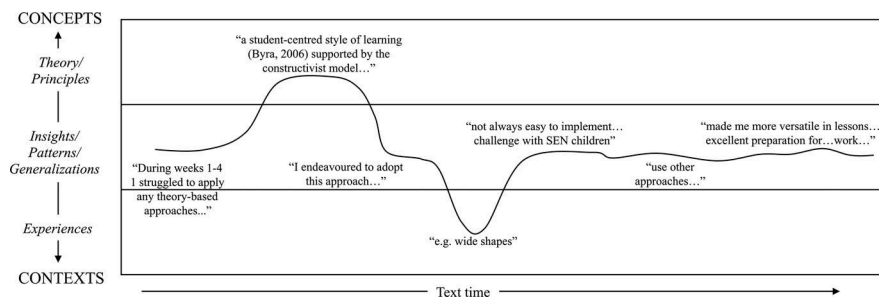 CONCEPTS
Theory/
Principles
Insights/
Patterns/
Generalizations
Experiences
CONTEXTS
“a student-centred style of learning
(Byra, 2006) supported by the
constructivist model…”
“During weeks 1-4
1 struggled to apply
any theory-based
approaches...”
“I endeavoured to adopt
this approach…”
“e.g. wide shapes”
“not always easy to implement…
challenge with SEN children”
“use other
approaches…”
“made me more versatile in lessons…
excellent preparation for…work…”
Text time